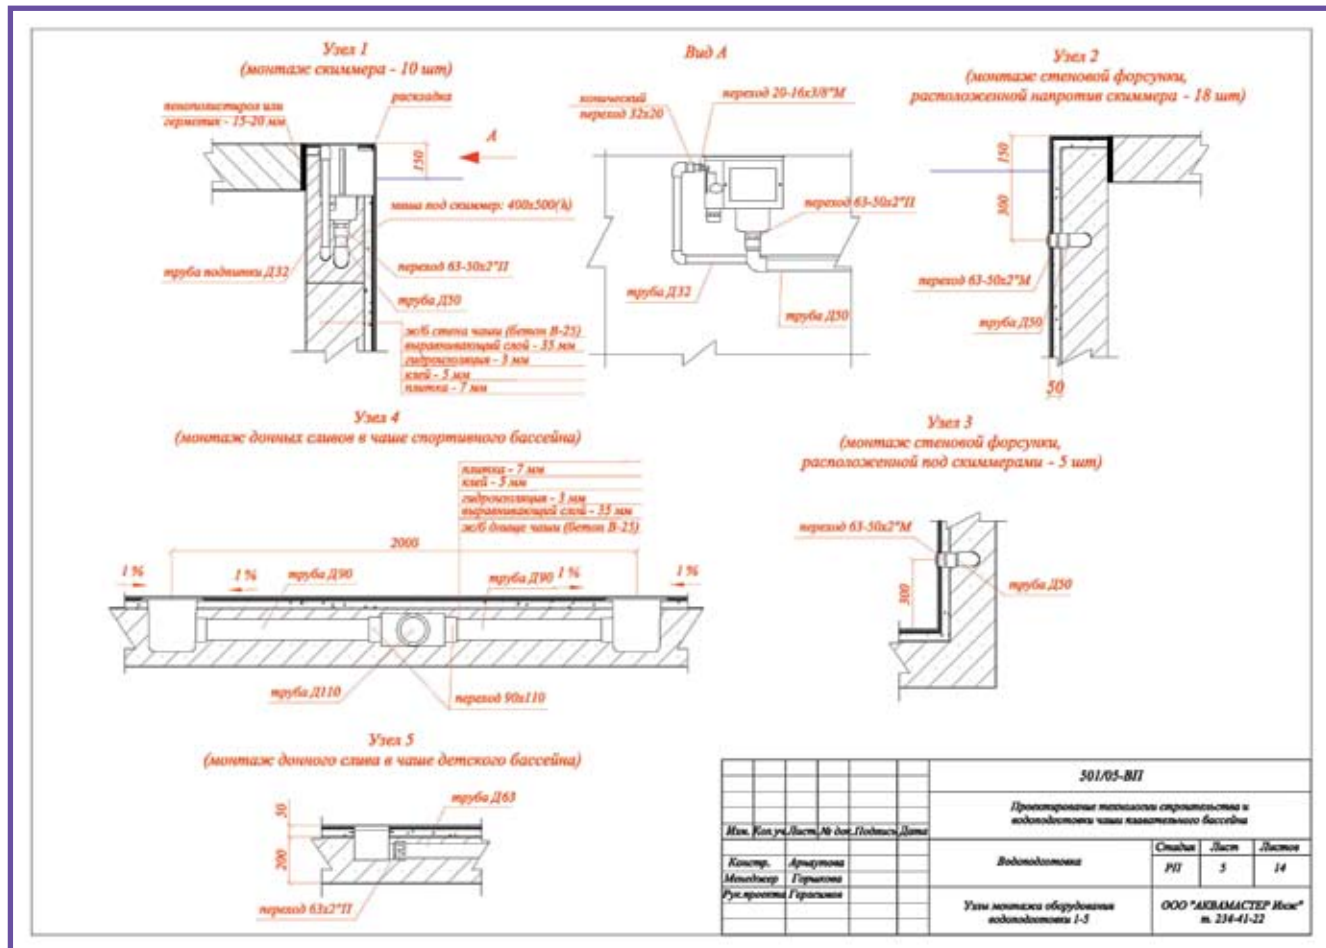 Узел 1
(монтаж скиммера - 10 шт)
пенополистирол или
герметик - 15-20 мм
раскладка
А
150
ниша под скиммер: 400х500(h)
труба подпитки Д32
переход 63-50х2"П
труба Д50
ж/б стена чаши (бетон В-25)
выравнивающий слой - 35 мм
гидроизоляция - 3 мм
клей - 5 мм
плитка - 7 мм
Вид А
конический
переход 32х20
переход 20-16х3/8"М
переход 63-50х2"П
труба Д32
труба Д50
Узел 2
(монтаж стеновой форсунки,
расположенной напротив скиммера - 18 шт)
150
300
переход 63-50х2"М
труба Д50
50
Узел 4
(монтаж донных сливов в чаше спортивного бассейна)
плитка - 7 мм
клей - 5 мм
гидроизоляция - 3 мм
выравнивающий слой - 35 мм
ж/б днище чаши (бетон В-25)
2000
1 %
1 %
труба Д90
труба Д90
1 %
1 %
труба Д110
переход 90х110
Узел 3
(монтаж стеновой форсунки,
расположенной под скиммерами - 5 шт)
переход 63-50х2"М
300
труба Д50
Узел 5
(монтаж донного слива в чаше детского бассейна)
труба Д63
50
200
переход 63х2"П
501/05-ВП
Проектирование технологии строительства и
водоподготовки чаши плавательного бассейна
Изм. Кол.уч. Лист. № док. Подпись Дата
Констр. Арнаутова
Менеджер Горшкова
Рук.проекта Герасимов
Водоподготовка
Стадия Лист Листов
РП 5 14
Узлы монтажа оборудования
водоподготовки 1-5
ООО "АКВАМАСТЕР Инж"
т. 234-41-22